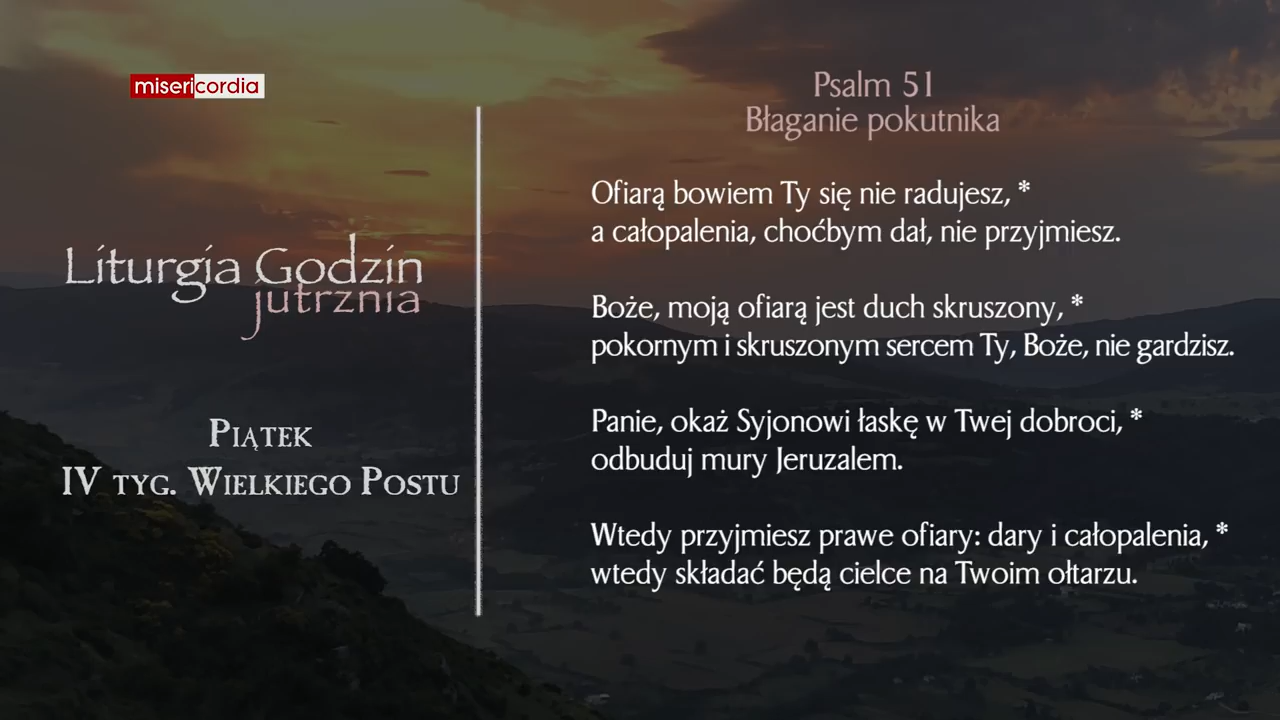 misericordia
Liturgia Godzin
jutrznia
Piątek
IV tyg. Wielkiego Postu
Psalm 51
Błaganie pokutnika
Ofiarą bowiem Ty się nie radujesz, *
a całopalenia, choćbym dał, nie przyjmiesz.
Boże, moją ofiarą jest duch skruszony, *
pokornym i skruszonym sercem Ty, Boże, nie gardzisz.
Panie, okaż Syjonowi łaskę w Twej dobroci, *
odbuduj mury Jeruzalem.
Wtedy przyjmiesz prawe ofiary: dary i całopalenia, *
wtedy składać będą cielce na Twoim ołtarzu.